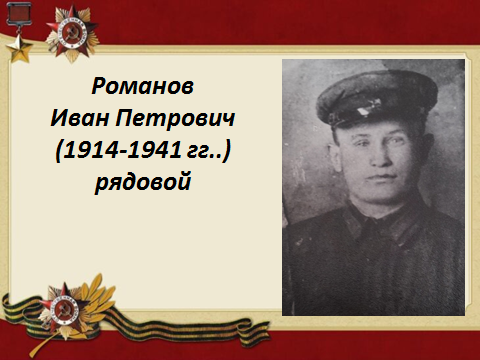 Романов
Иван Петрович
(1914-1941 гг..)
рядовой